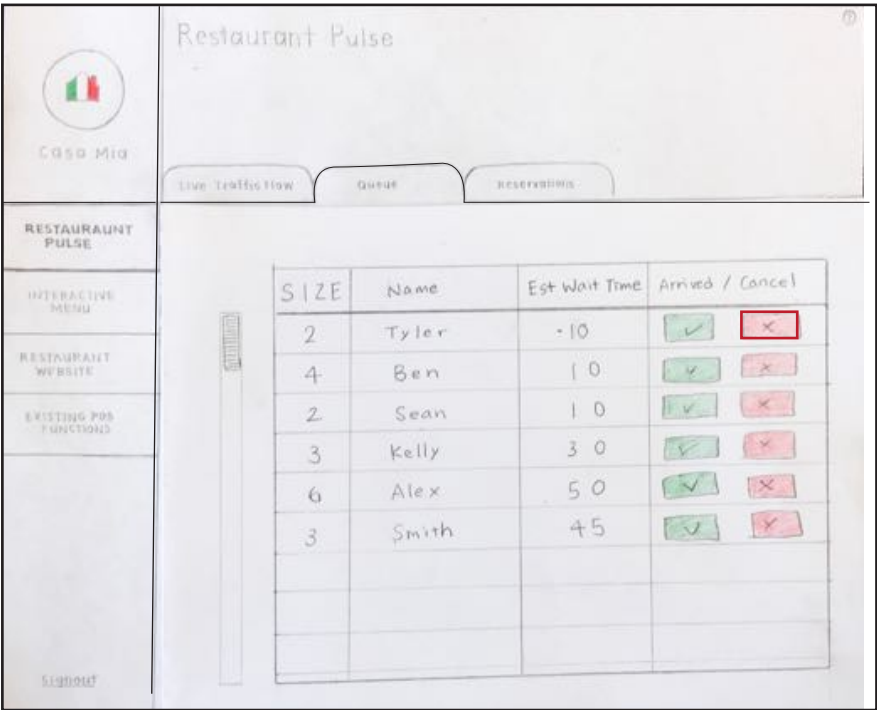 Restaurant Pulse
Casa Mia
Live Traffic Flow
Queue
Reservations
RESTAURAUNT
PULSE
INTERACTIVE
MENU
RESTAURANT
WEBSITE
EXISTING POS
FUNCTIONS
Signout
SIZE Name Est Wait Time Arrived / Cancel
2 Tyler -10 ✓ ×
4 Ben 10 ✓ ×
2 Sean 10 ✓ ×
3 Kelly 30 ✓ ×
6 Alex 50 ✓ ×
3 Smith 45 ✓ ×